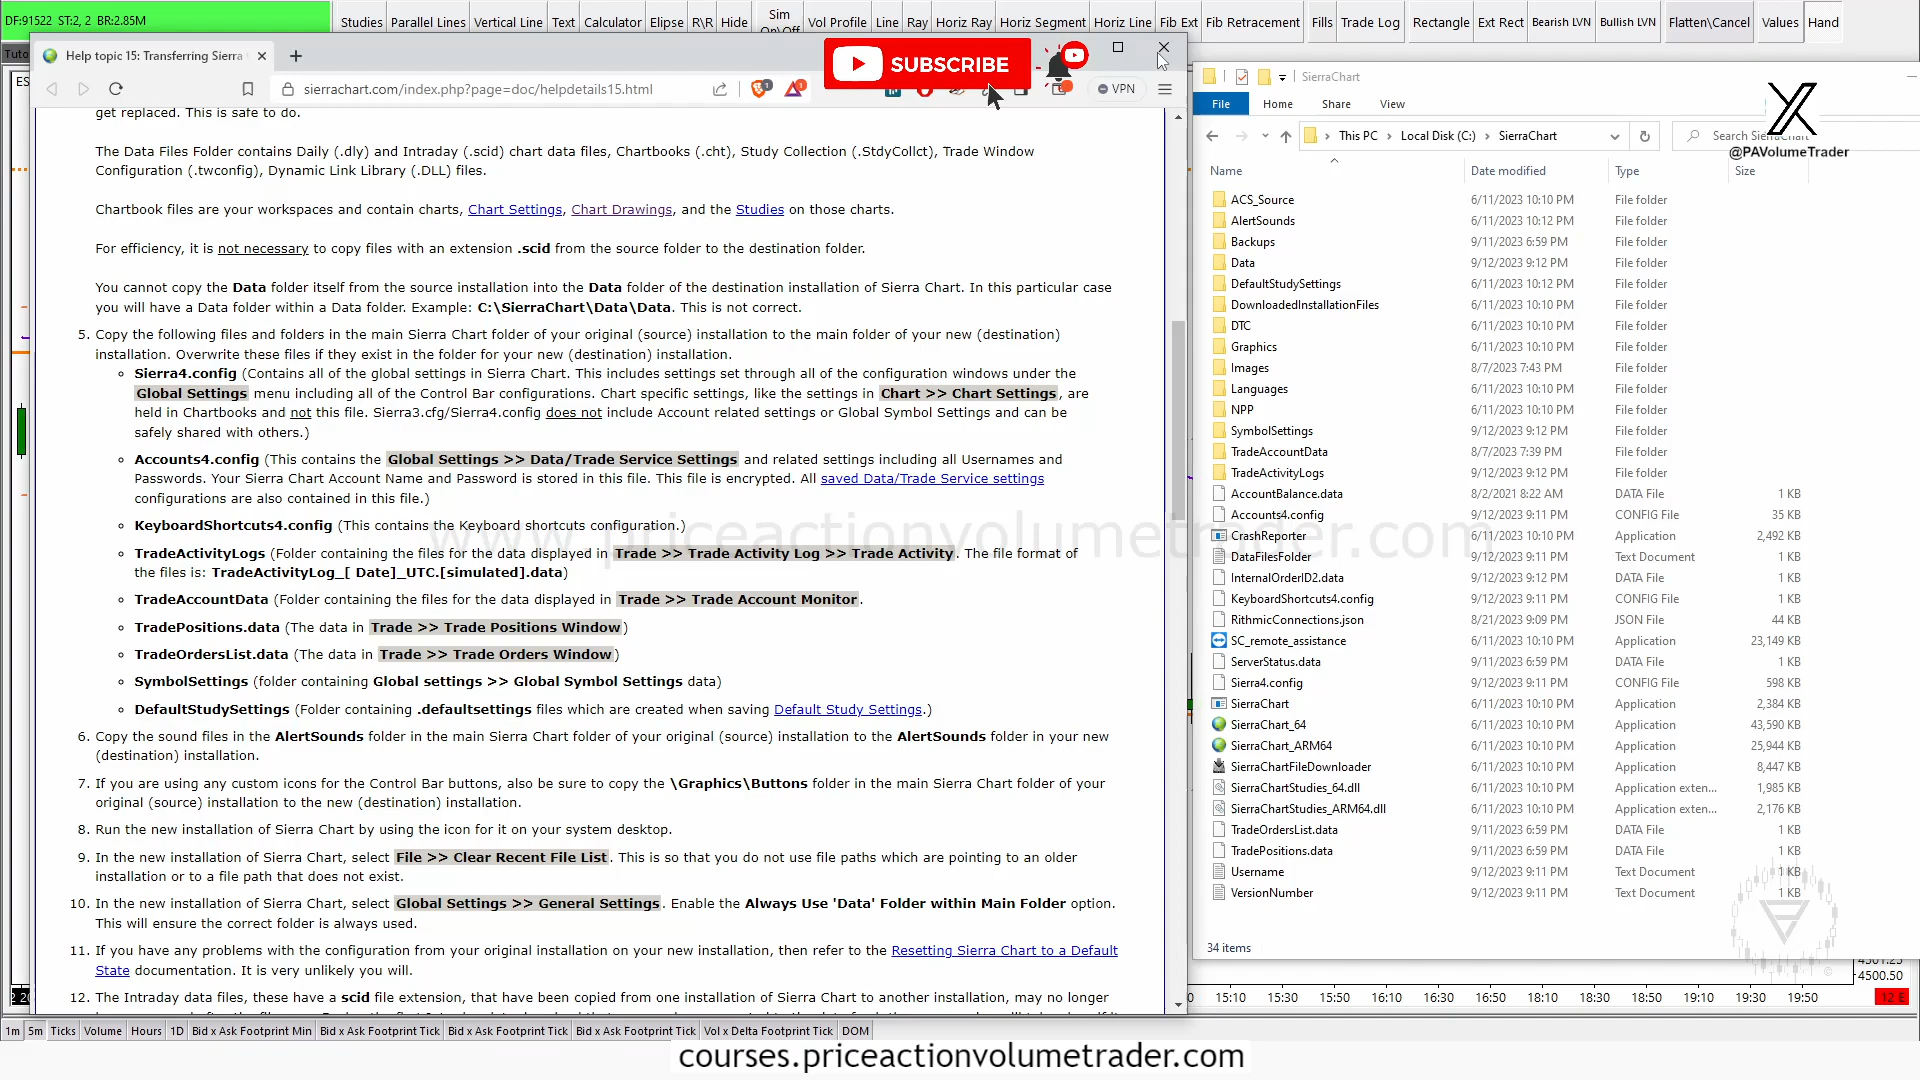 DF:91522 ST:2, 2 BR:2.85M
Studies Parallel Lines Vertical Line Text Calculator Elipse R\R Hide Sim On\Off Vol Profile Line Ray Horiz Ray Horiz Segment Horiz Line Fib Ext Fib Retracement Fills Trade Log Rectangle Ext Rect Bearish LVN Bullish LVN Flatten\Cancel Values Hand
Tuto
Help topic 15: Transferring Sierra
SUBSCRIBE
sierrachart.com/index.php?page=doc/helpdetails15.html
VPN
ES
get replaced. This is safe to do.
The Data Files Folder contains Daily (.dly) and Intraday (.scid) chart data files, Chartbooks (.cht), Study Collection (.StdyCollct), Trade Window
Configuration (.twconfig), Dynamic Link Library (.DLL) files.
Chartbook files are your workspaces and contain charts, Chart Settings, Chart Drawings, and the Studies on those charts.
For efficiency, it is not necessary to copy files with an extension .scid from the source folder to the destination folder.
You cannot copy the Data folder itself from the source installation into the Data folder of the destination installation of Sierra Chart. In this particular case
you will have a Data folder within a Data folder. Example: C:\SierraChart\Data\Data. This is not correct.
5. Copy the following files and folders in the main Sierra Chart folder of your original (source) installation to the main folder of your new (destination)
installation. Overwrite these files if they exist in the folder for your new (destination) installation.
Sierra4.config (Contains all of the global settings in Sierra Chart. This includes settings set through all of the configuration windows under the
Global Settings menu including all of the Control Bar configurations. Chart specific settings, like the settings in Chart >> Chart Settings, are
held in Chartbooks and not this file. Sierra3.cfg/Sierra4.config does not include Account related settings or Global Symbol Settings and can be
safely shared with others.)
Accounts4.config (This contains the Global Settings >> Data/Trade Service Settings and related settings including all Usernames and
Passwords. Your Sierra Chart Account Name and Password is stored in this file. This file is encrypted. All saved Data/Trade Service settings
configurations are also contained in this file.)
KeyboardShortcuts4.config (This contains the Keyboard shortcuts configuration.)
www.priceactionvolumetrader.com
TradeActivityLogs (Folder containing the files for the data displayed in Trade >> Trade Activity Log >> Trade Activity. The file format of
the files is: TradeActivityLog_[ Date]_UTC.[simulated].data)
TradeAccountData (Folder containing the files for the data displayed in Trade >> Trade Account Monitor.
TradePositions.data (The data in Trade >> Trade Positions Window)
TradeOrdersList.data (The data in Trade >> Trade Orders Window)
SymbolSettings (folder containing Global settings >> Global Symbol Settings data)
DefaultStudySettings (Folder containing .defaultsettings files which are created when saving Default Study Settings.)
6. Copy the sound files in the AlertSounds folder in the main Sierra Chart folder of your original (source) installation to the AlertSounds folder in your new
(destination) installation.
7. If you are using any custom icons for the Control Bar buttons, also be sure to copy the \Graphics\Buttons folder in the main Sierra Chart folder of your
original (source) installation to the new (destination) installation.
8. Run the new installation of Sierra Chart by using the icon for it on your system desktop.
9. In the new installation of Sierra Chart, select File >> Clear Recent File List. This is so that you do not use file paths which are pointing to an older
installation or to a file path that does not exist.
10. In the new installation of Sierra Chart, select Global Settings >> General Settings. Enable the Always Use 'Data' Folder within Main Folder option.
This will ensure the correct folder is always used.
11. If you have any problems with the configuration from your original installation on your new installation, then refer to the Resetting Sierra Chart to a Default
State documentation. It is very unlikely you will.
12. The Intraday data files, these have a scid file extension, that have been copied from one installation of Sierra Chart to another installation, may no longer
SierraChart
File Home Share View
This PC Local Disk (C:) SierraChart Search SierraChart
@PAVolumeTrader
Name Date modified Type Size
ACS_Source 6/11/2023 10:10 PM File folder
AlertSounds 6/11/2023 10:12 PM File folder
Backups 9/11/2023 6:59 PM File folder
Data 9/12/2023 9:12 PM File folder
DefaultStudySettings 6/11/2023 10:12 PM File folder
DownloadedInstallationFiles 6/11/2023 10:10 PM File folder
DTC 6/11/2023 10:10 PM File folder
Graphics 6/11/2023 10:10 PM File folder
Images 8/7/2023 7:43 PM File folder
Languages 6/11/2023 10:10 PM File folder
NPP 6/11/2023 10:10 PM File folder
SymbolSettings 9/12/2023 9:12 PM File folder
TradeAccountData 8/7/2023 7:39 PM File folder
TradeActivityLogs 9/12/2023 9:12 PM File folder
AccountBalance.data 8/2/2021 8:22 AM DATA File 1 KB
Accounts4.config 9/12/2023 9:11 PM CONFIG File 35 KB
CrashReporter 6/11/2023 10:10 PM Application 2,492 KB
DataFilesFolder 9/12/2023 9:11 PM Text Document 1 KB
InternalOrderID2.data 9/12/2023 9:12 PM DATA File 1 KB
KeyboardShortcuts4.config 9/12/2023 9:11 PM CONFIG File 1 KB
RithmicConnections.json 8/21/2023 9:09 PM JSON File 44 KB
SC_remote_assistance 6/11/2023 10:10 PM Application 23,149 KB
ServerStatus.data 9/11/2023 6:59 PM DATA File 1 KB
Sierra4.config 9/12/2023 9:11 PM CONFIG File 598 KB
SierraChart 6/11/2023 10:10 PM Application 2,384 KB
SierraChart_64 6/11/2023 10:10 PM Application 43,590 KB
SierraChart_ARM64 6/11/2023 10:10 PM Application 25,944 KB
SierraChartFileDownloader 6/11/2023 10:10 PM Application 8,447 KB
SierraChartStudies_64.dll 6/11/2023 10:10 PM Application exten... 1,985 KB
SierraChartStudies_ARM64.dll 6/11/2023 10:10 PM Application exten... 2,176 KB
TradeOrdersList.data 9/11/2023 6:59 PM DATA File 1 KB
TradePositions.data 9/11/2023 6:59 PM DATA File 1 KB
Username 9/12/2023 9:11 PM Text Document 1 KB
VersionNumber 9/12/2023 9:11 PM Text Document 1 KB
34 items
4501.25
4500.50
15:10 15:30 15:50 16:10 16:30 16:50 18:10 18:30 18:50 19:10 19:30 19:50
12 E
1m 5m Ticks Volume Hours 1D Bid x Ask Footprint Min Bid x Ask Footprint Tick Bid x Ask Footprint Tick Bid x Ask Footprint Tick Vol x Delta Footprint Tick DOM
courses.priceactionvolumetrader.com